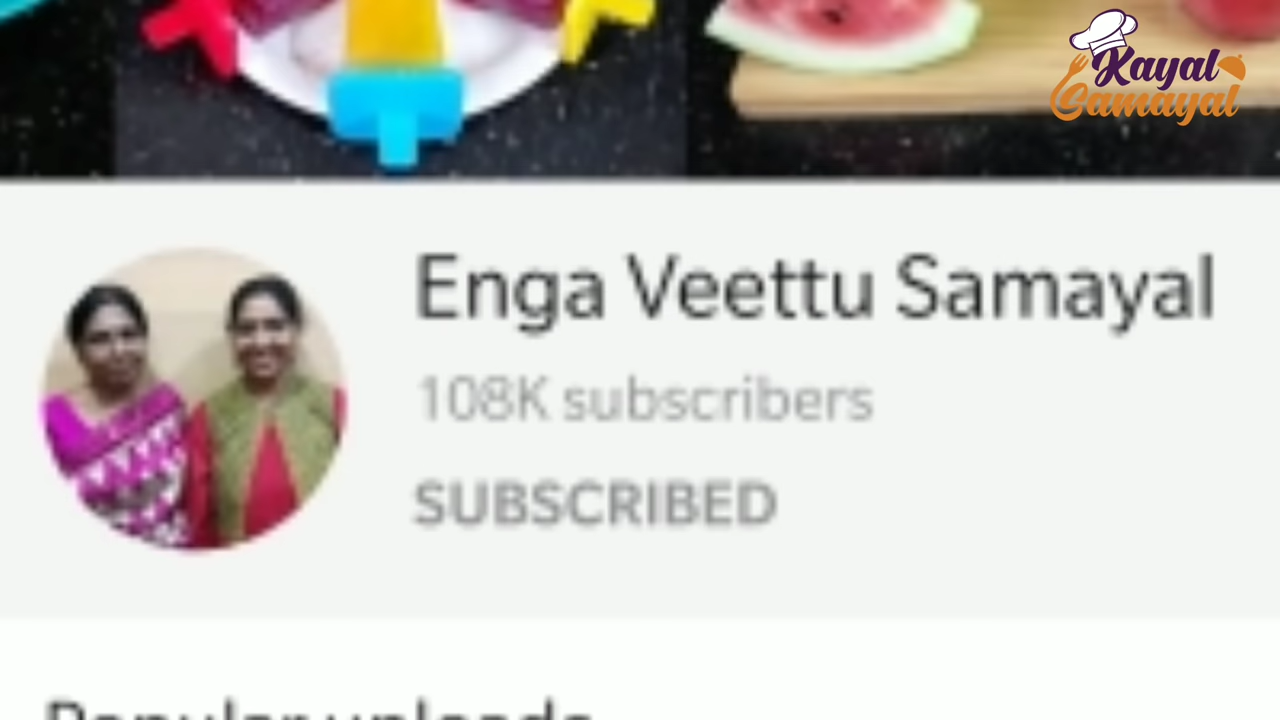 Kayal
Samayal
Enga Veettu Samayal
108K subscribers
SUBSCRIBED
Popular uploads